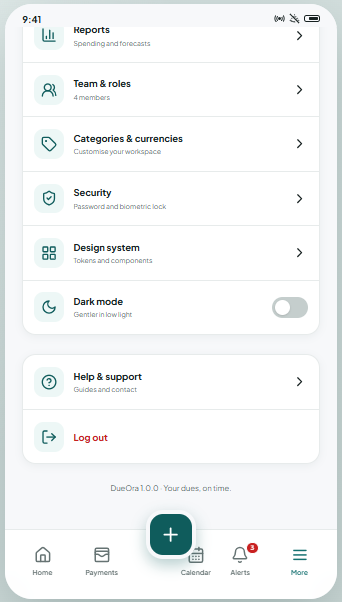 9:41
Reports
Spending and forecasts
Team & roles
4 members
Categories & currencies
Customise your workspace
Security
Password and biometric lock
Design system
Tokens and components
Dark mode
Gentler in low light
Help & support
Guides and contact
Log out
DueOra 1.0.0 · Your dues, on time.
Home
Payments
Calendar
3
Alerts
More